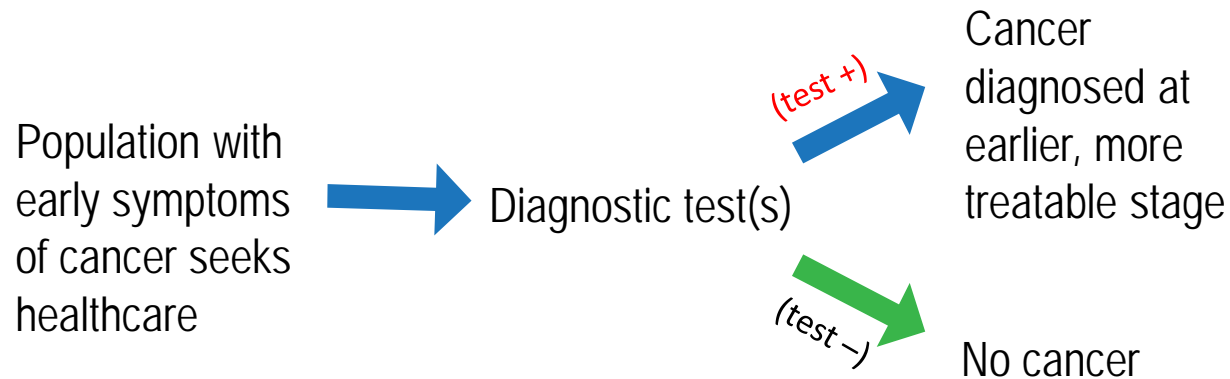 Population with
early symptoms
of cancer seeks
healthcare
Diagnostic test(s)
(test +)
Cancer
diagnosed at
earlier, more
treatable stage
(test –)
No cancer